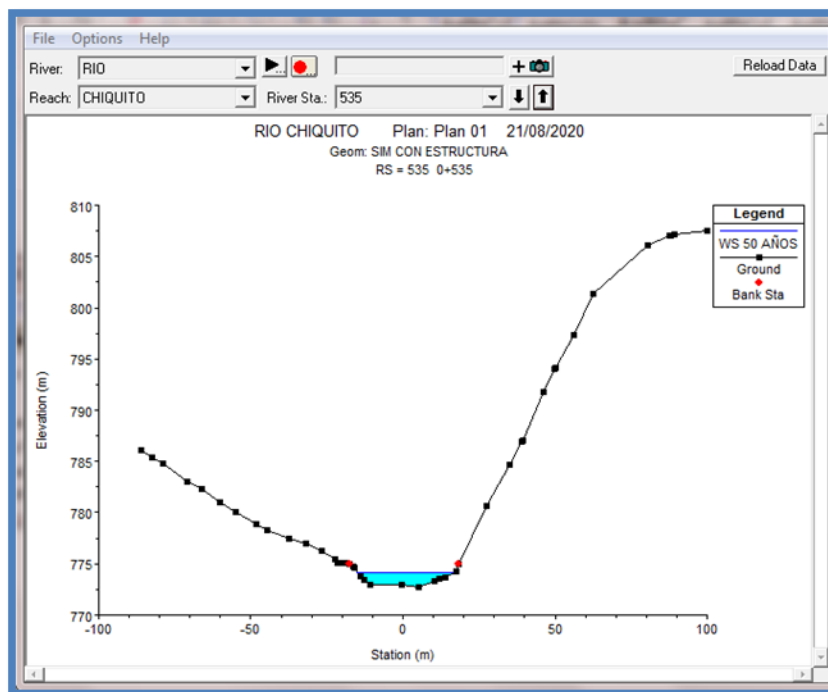 File Options Help
River: RIO Reload Data
Reach: CHIQUITO River Sta.: 535
RIO CHIQUITO Plan: Plan 01 21/08/2020
Geom: SIM CON ESTRUCTURA
RS = 535 0+535
Legend
WS 50 AÑOS
Ground
Bank Sta
Elevation (m)
810
805
800
795
790
785
780
775
770
-100 -50 0 50 100
Station (m)